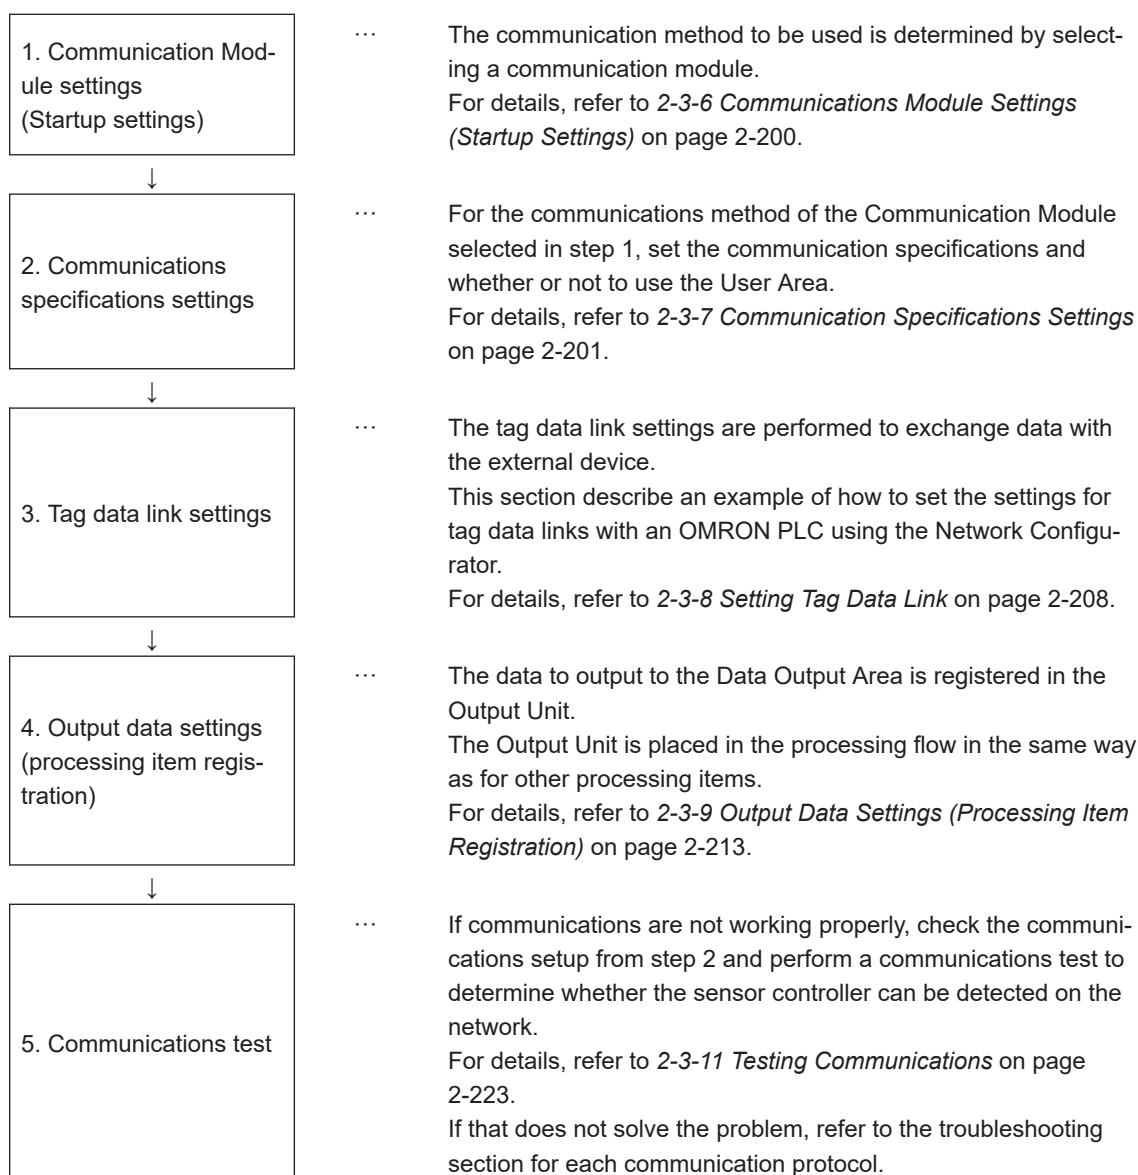 1. Communication Mod-
ule settings
(Startup settings)
…
The communication method to be used is determined by select-
ing a communication module.
For details, refer to 2-3-6 Communications Module Settings
(Startup Settings) on page 2-200.
↓
2. Communications
specifications settings
…
For the communications method of the Communication Module
selected in step 1, set the communication specifications and
whether or not to use the User Area.
For details, refer to 2-3-7 Communication Specifications Settings
on page 2-201.
↓
3. Tag data link settings
…
The tag data link settings are performed to exchange data with
the external device.
This section describe an example of how to set the settings for
tag data links with an OMRON PLC using the Network Configu-
rator.
For details, refer to 2-3-8 Setting Tag Data Link on page 2-208.
↓
4. Output data settings
(processing item regis-
tration)
…
The data to output to the Data Output Area is registered in the
Output Unit.
The Output Unit is placed in the processing flow in the same way
as for other processing items.
For details, refer to 2-3-9 Output Data Settings (Processing Item
Registration) on page 2-213.
↓
5. Communications test
…
If communications are not working properly, check the communi-
cations setup from step 2 and perform a communications test to
determine whether the sensor controller can be detected on the
network.
For details, refer to 2-3-11 Testing Communications on page
2-223.
If that does not solve the problem, refer to the troubleshooting
section for each communication protocol.